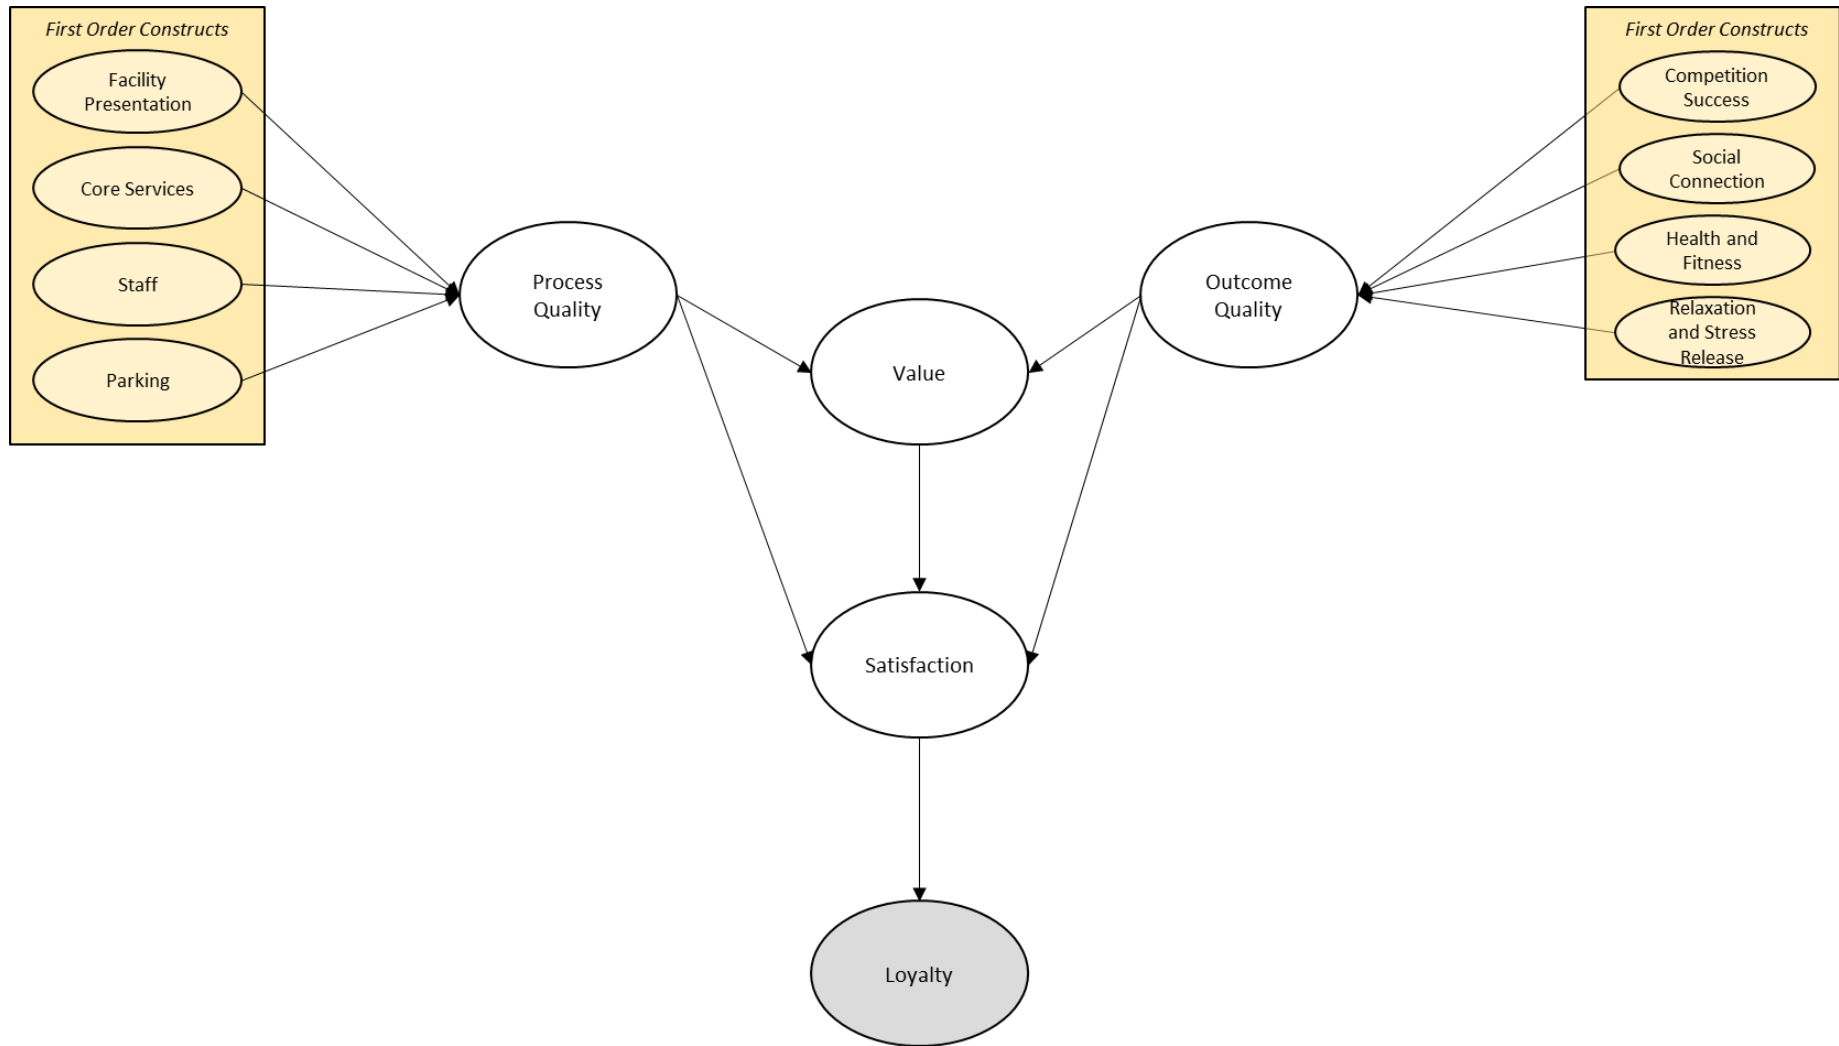 First Order Constructs
Facility
Presentation
Core Services
Staff
Parking
Process
Quality
Value
Satisfaction
Loyalty
Outcome
Quality
First Order Constructs
Competition
Success
Social
Connection
Health and
Fitness
Relaxation
and Stress
Release